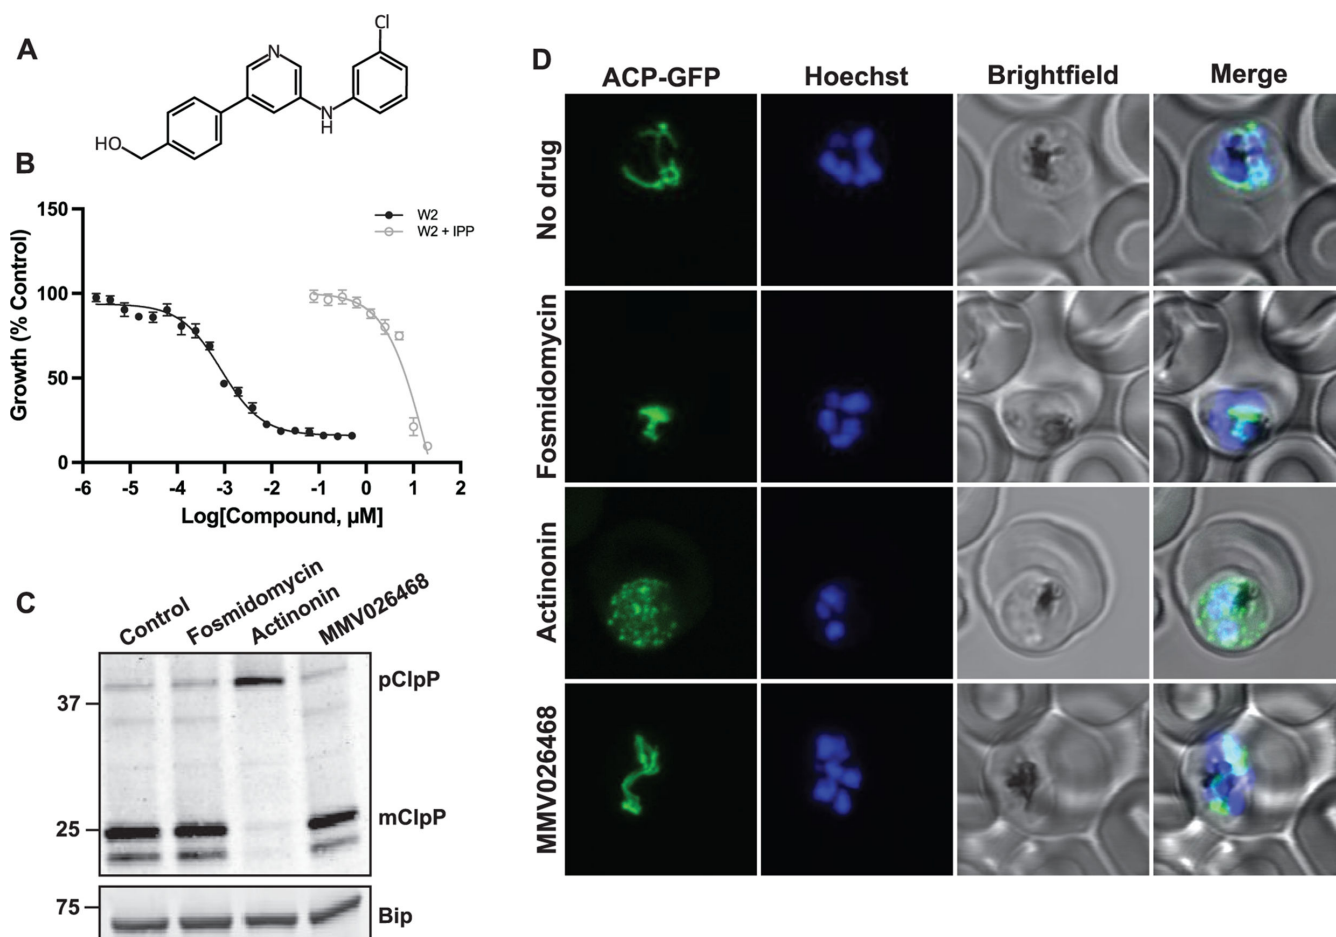 A
Cl
N
N
H
HO
B
150
100
50
0
Growth (% Control)
W2
W2 + IPP
-6 -5 -4 -3 -2 -1 0 1 2
Log[Compound, µM]
C
Control
Fosmidomycin
Actinonin
MMV026468
37
25
75
pClpP
mClpP
Bip
D
ACP-GFP Hoechst Brightfield Merge
No drug
Fosmidomycin
Actinonin
MMV026468